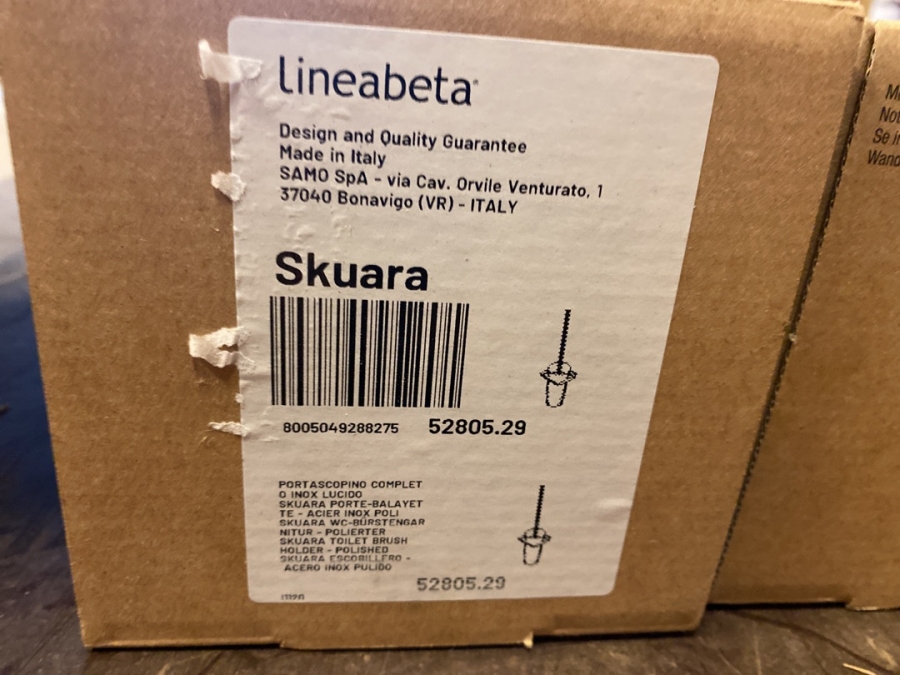 lineabeta
Design and Quality Guarantee
Made in Italy
SAMO SpA - via Cav. Orvile Venturato, 1
37040 Bonavigo (VR) - ITALY
Skuara
8005049288275 52805.29
PORTASCOPINO COMPLET
O INOX LUCIDO
SKUARA PORTE-BALAYET
TE - ACIER INOX POLI
SKUARA WC-BÜRSTENGAR
NITUR - POLIERTER
SKUARA TOILET BRUSH
HOLDER - POLISHED
SKUARA ESCOBILLERO -
ACERO INOX PULIDO
52805.29
Se